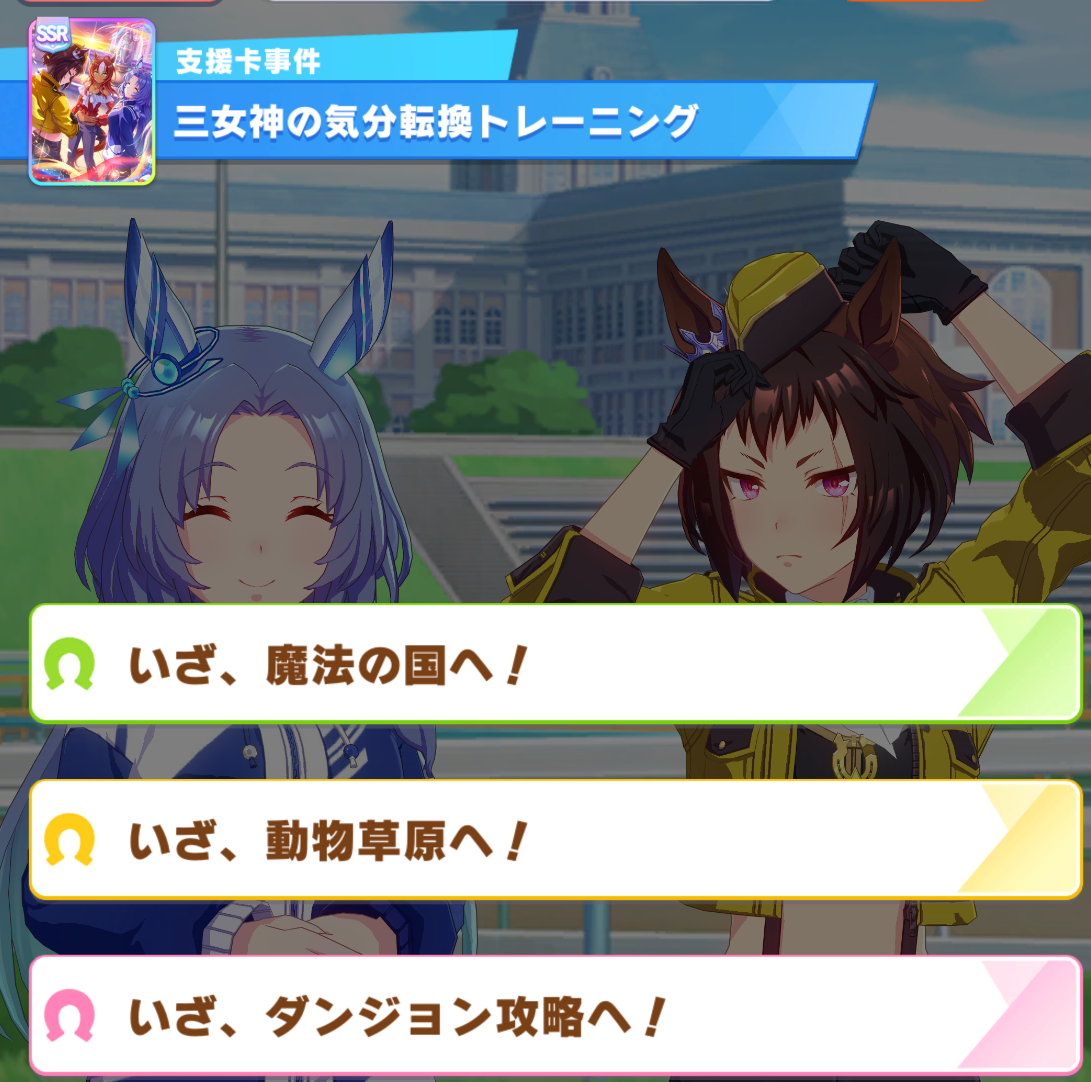 SSR
支援卡事件
三女神の気分転換トレーニング
いざ、魔法の国へ！
いざ、動物草原へ！
いざ、ダンジョン攻略へ！